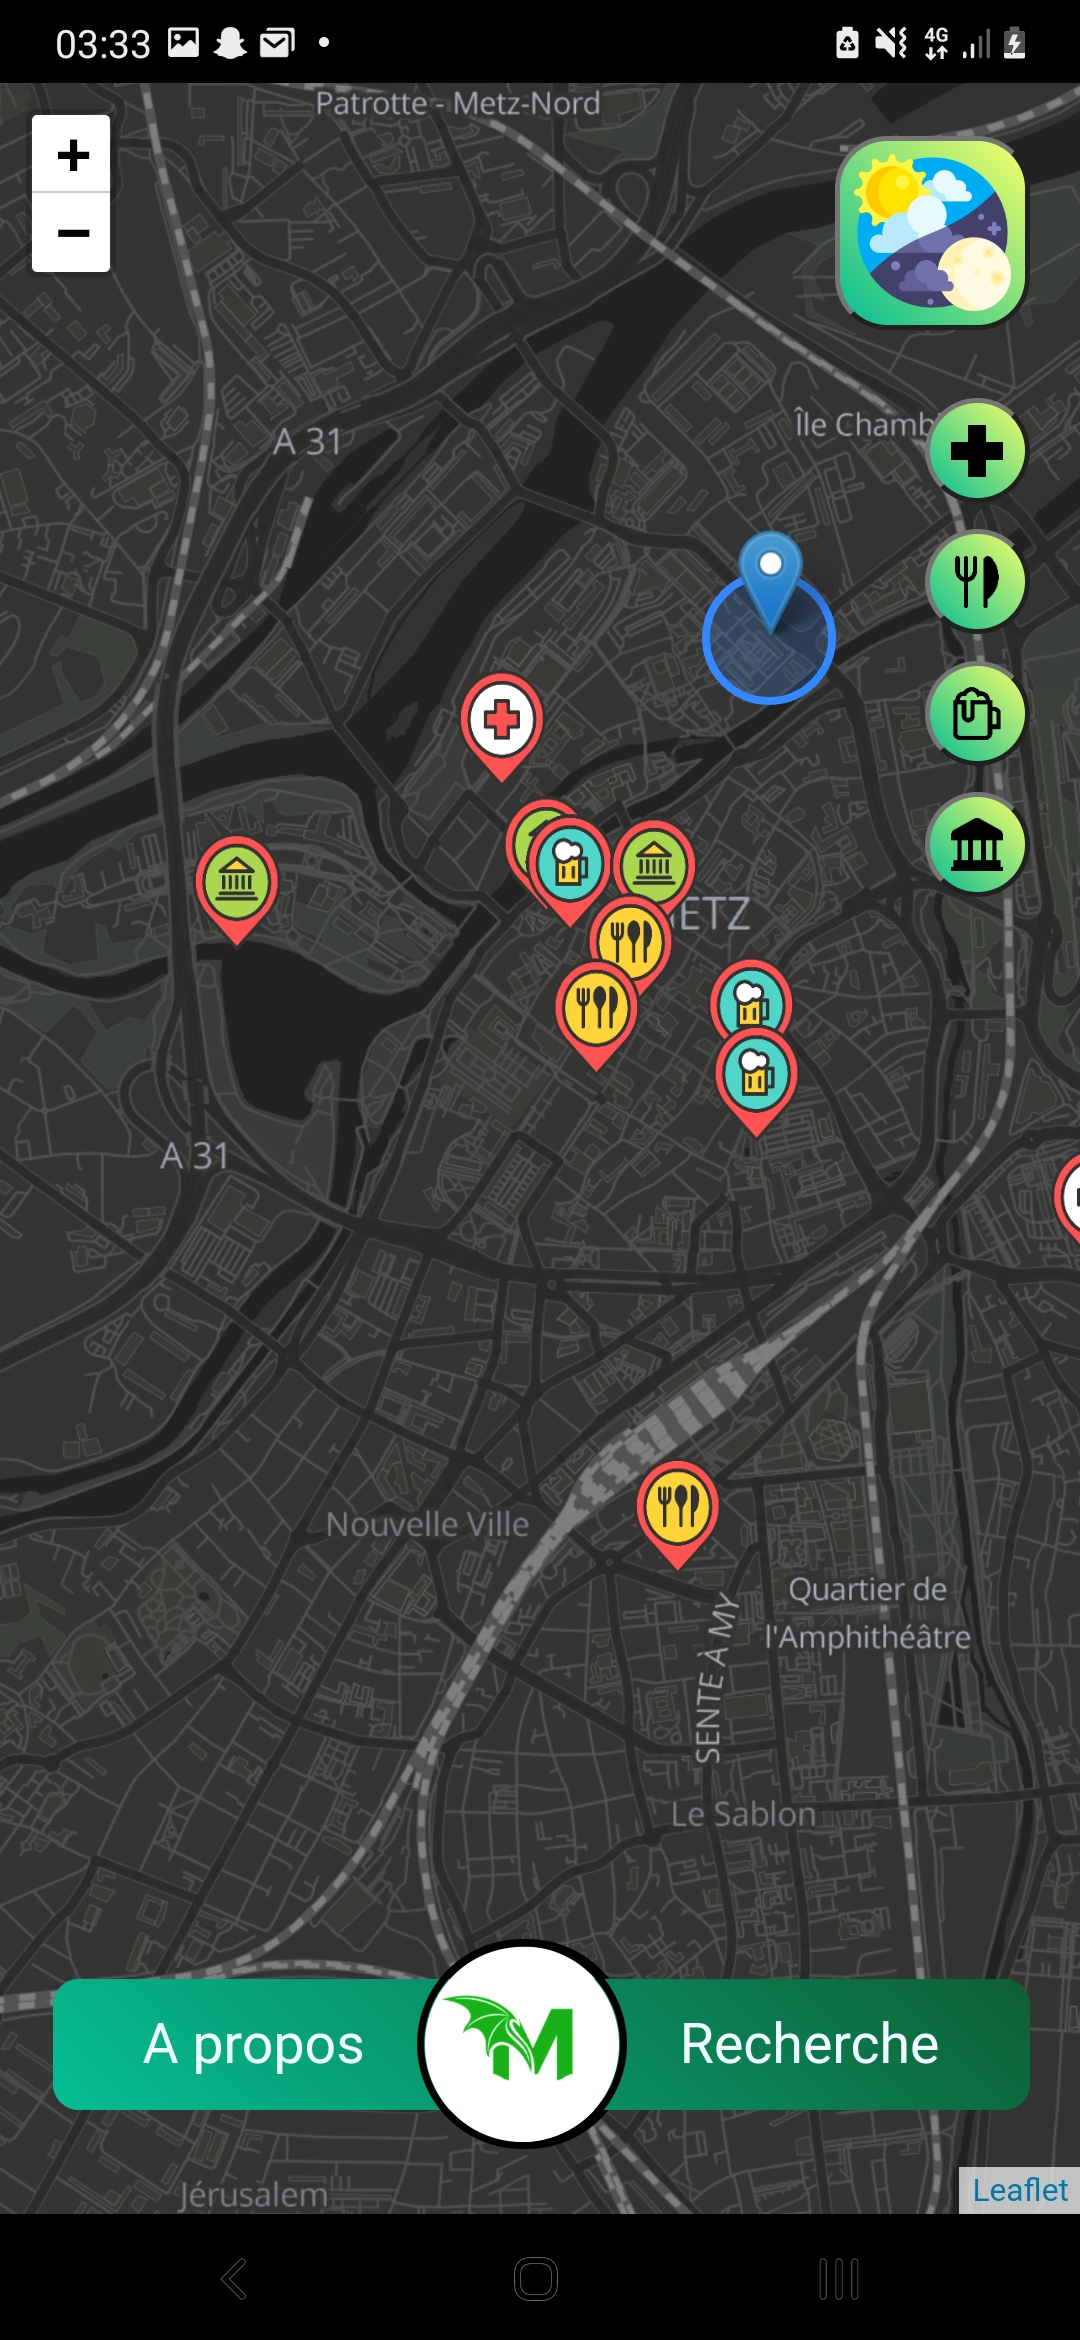 03:33
4G
Patrotte - Metz-Nord
+
−
A 31
Île Chamb
ETZ
A 31
Nouvelle Ville
Quartier de
l'Amphithéâtre
SENTE À MY
Le Sablon
A propos
M
Recherche
Jérusalem
Leaflet